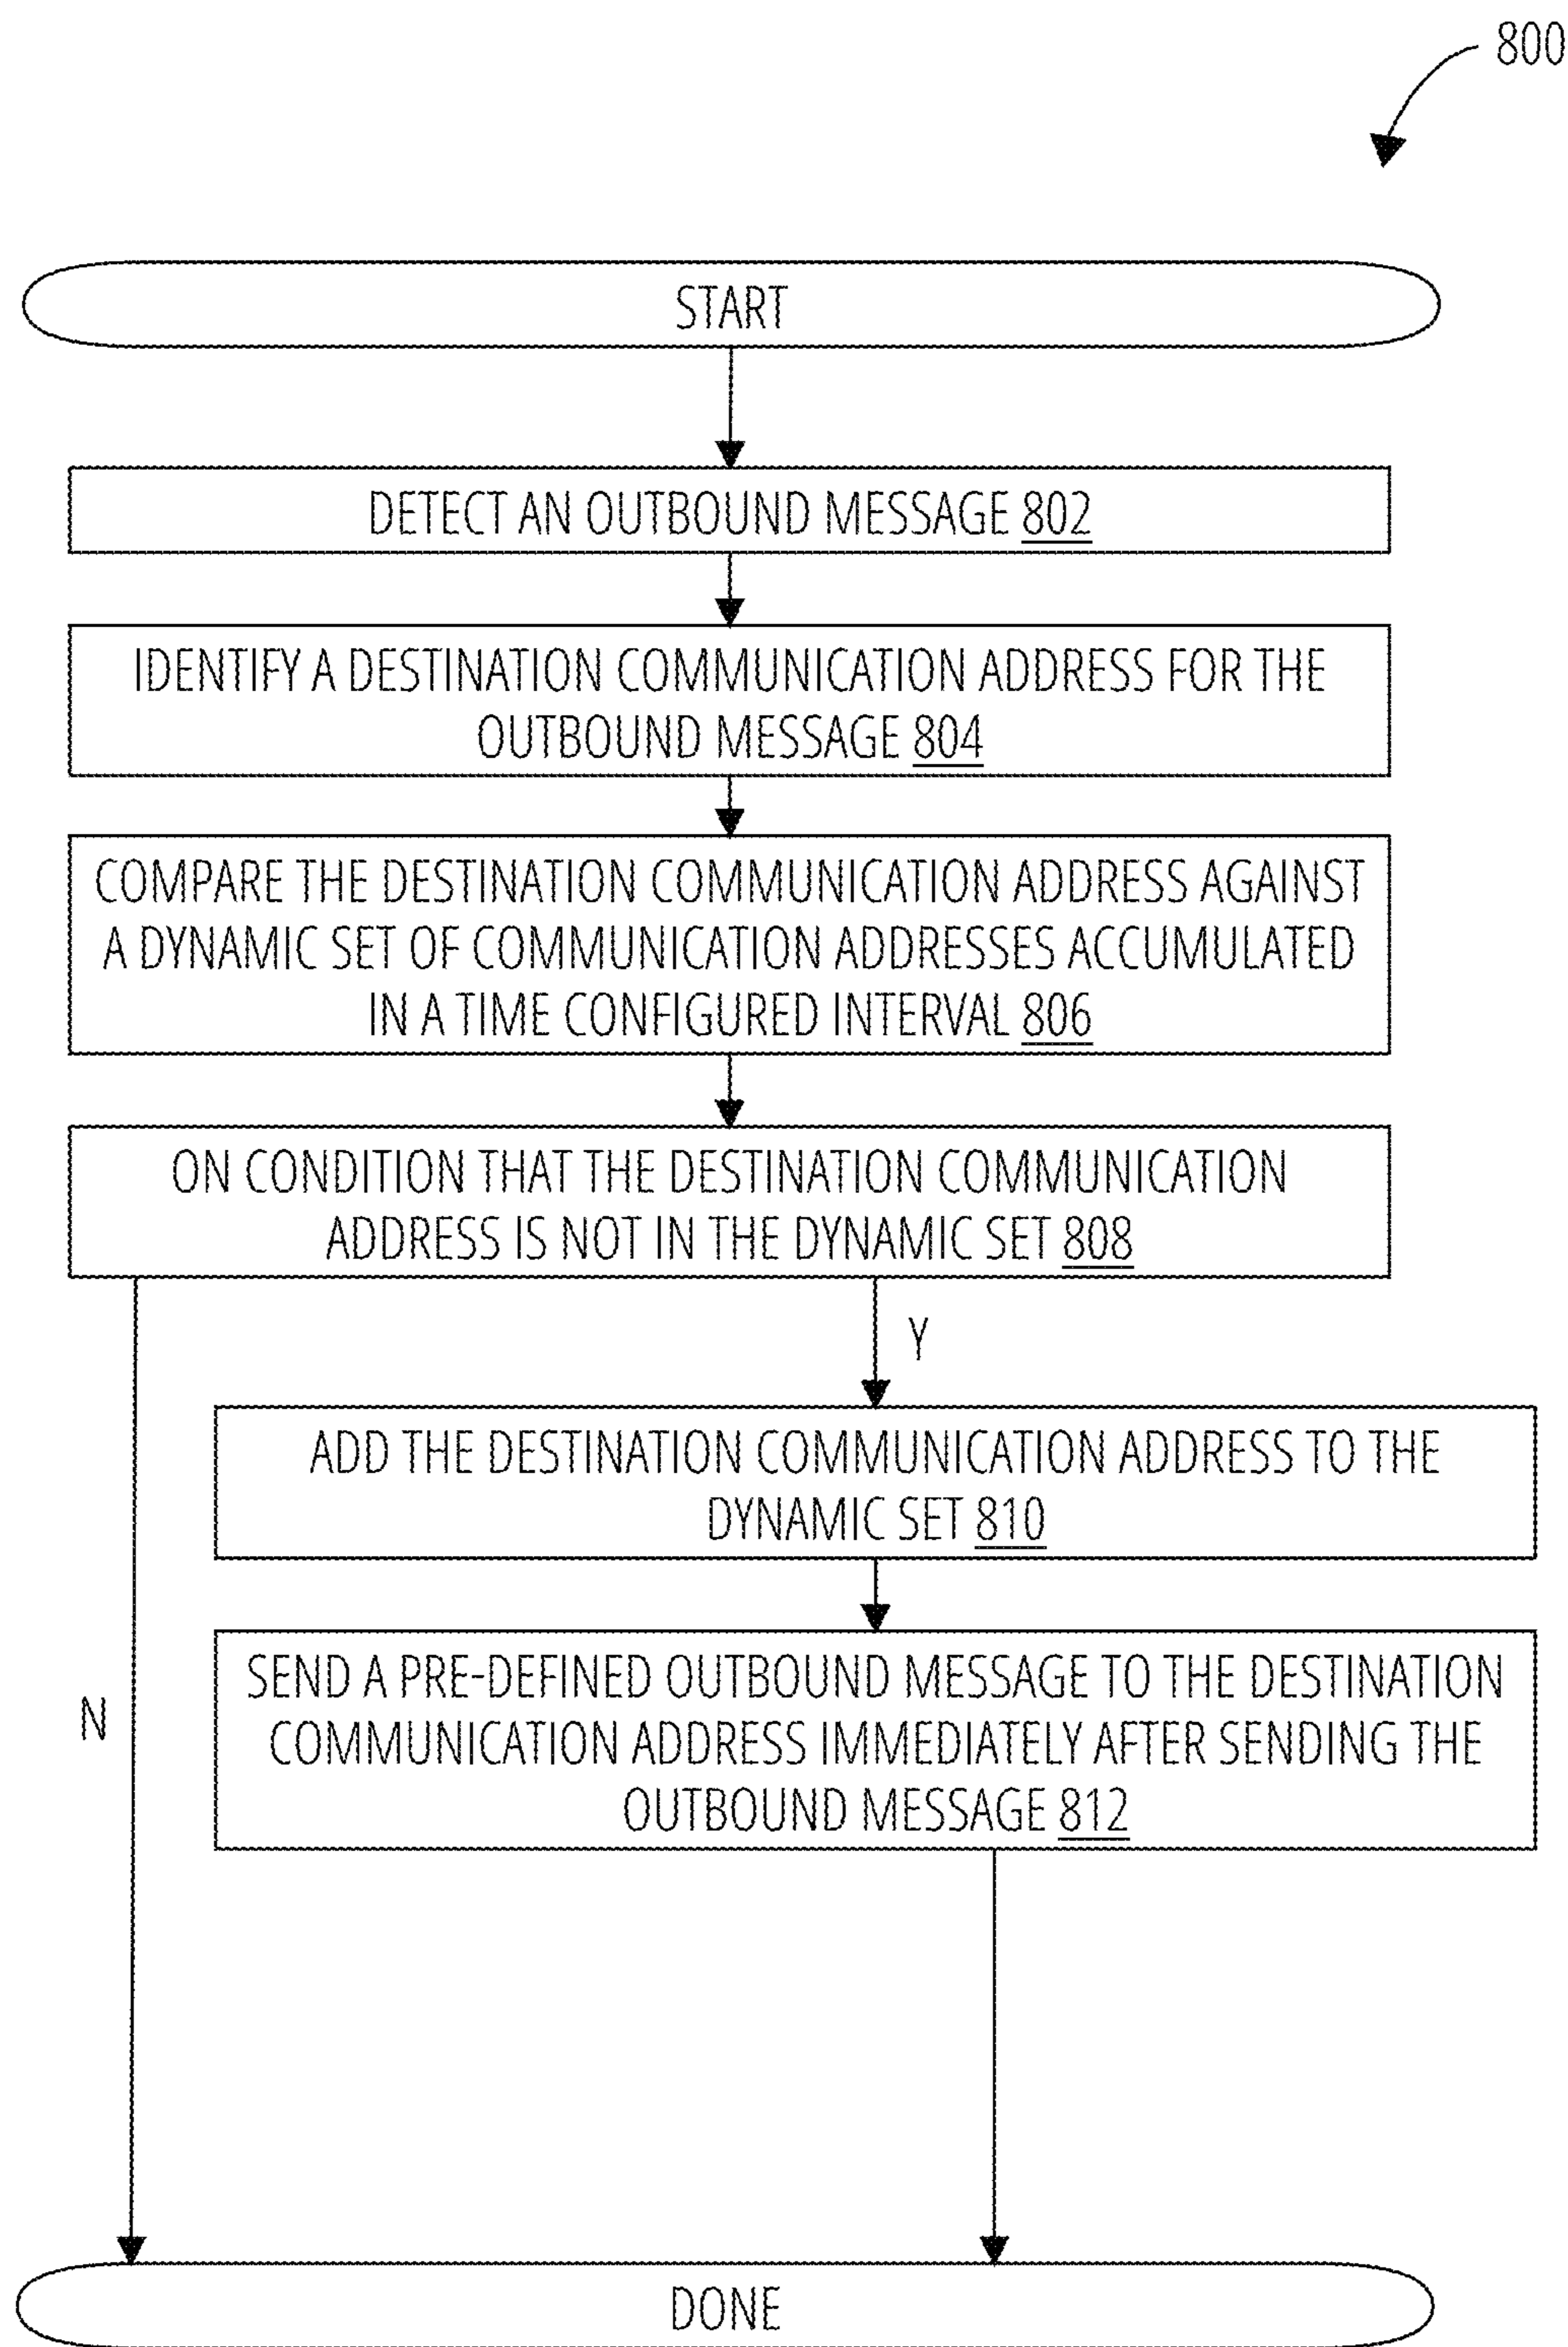 800
START
DETECT AN OUTBOUND MESSAGE 802
IDENTIFY A DESTINATION COMMUNICATION ADDRESS FOR THE
OUTBOUND MESSAGE 804
COMPARE THE DESTINATION COMMUNICATION ADDRESS AGAINST
A DYNAMIC SET OF COMMUNICATION ADDRESSES ACCUMULATED
IN A TIME CONFIGURED INTERVAL 806
ON CONDITION THAT THE DESTINATION COMMUNICATION
ADDRESS IS NOT IN THE DYNAMIC SET 808
Y
ADD THE DESTINATION COMMUNICATION ADDRESS TO THE
DYNAMIC SET 810
SEND A PRE-DEFINED OUTBOUND MESSAGE TO THE DESTINATION
COMMUNICATION ADDRESS IMMEDIATELY AFTER SENDING THE
OUTBOUND MESSAGE 812
N
DONE